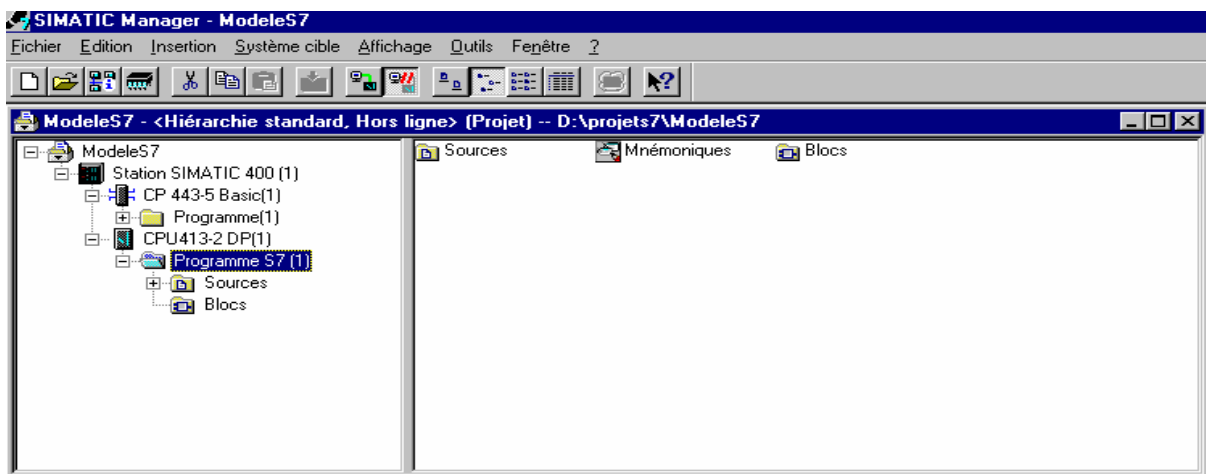 SIMATIC Manager - ModeleS7
Fichier Edition Insertion Système cible Affichage Outils Fenêtre ?
ModeleS7 - <Hiérarchie standard, Hors ligne> (Projet) -- D:\projets7\ModeleS7
ModeleS7
Station SIMATIC 400 (1)
CP 443-5 Basic(1)
Programme(1)
CPU413-2 DP(1)
Programme S7 (1)
Sources
Blocs
Sources Mnémoniques Blocs